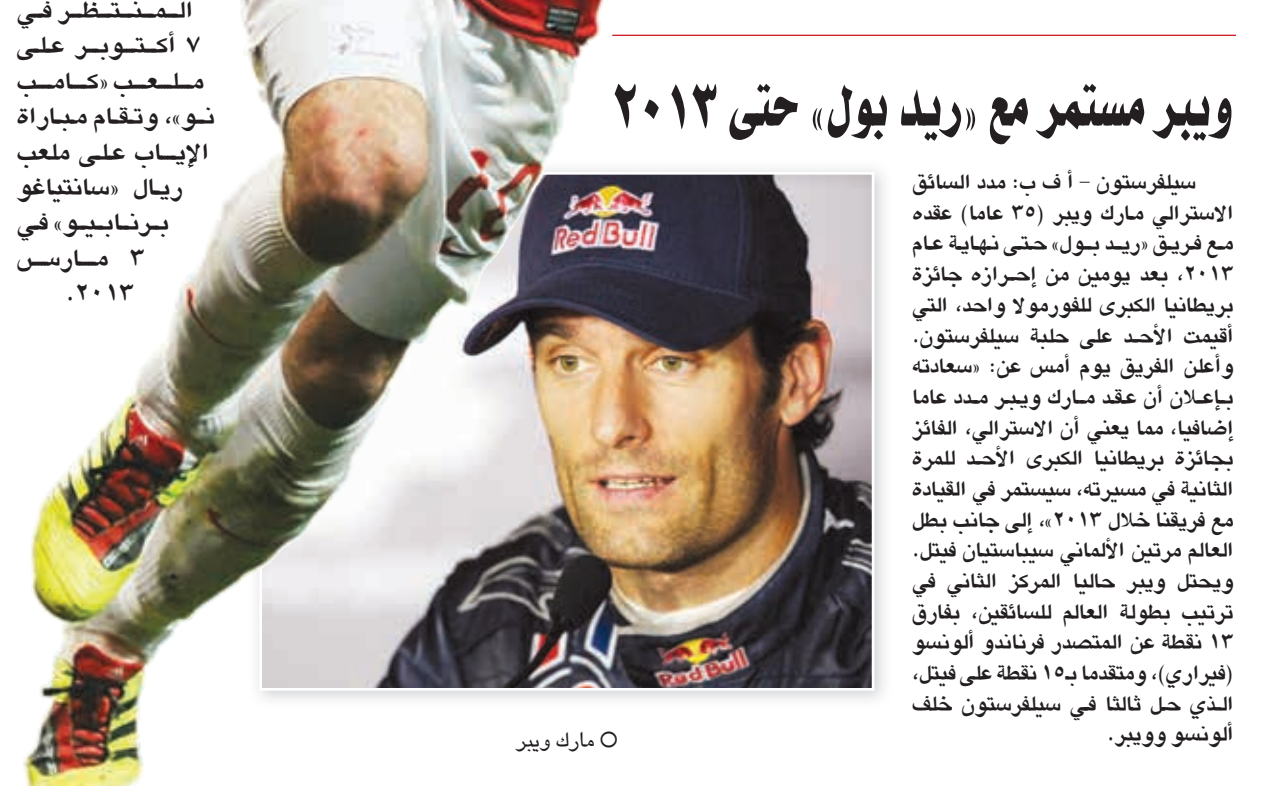 ويبر مستمر مع «ريد بول» حتى ٢٠١٣
سيلفرستون - أ ف ب: مدد السائق
الاسترالي مارك ويبر (٣٥ عاما) عقده
مع فريق «ريد بول» حتى نهاية عام
٢٠١٣، بعد يومين من إحرازه جائزة
بريطانيا الكبرى للفورمولا واحد، التي
أقيمت الأحد على حلبة سيلفرستون.
وأعلن الفريق يوم أمس عن: «سعادته
بإعلان أن عقد مارك ويبر مدد عاما
إضافيا، مما يعني أن الاسترالي، الفائز
بجائزة بريطانيا الكبرى الأحد للمرة
الثانية في مسيرته، سيستمر في القيادة
مع فريقنا خلال ٢٠١٣»، إلى جانب بطل
العالم مرتين الألماني سيباستيان فيتل.
ويحتل ويبر حاليا المركز الثاني في
ترتيب بطولة العالم للسائقين، بفارق
١٣ نقطة عن المتصدر فرناندو ألونسو
(فيراري)، ومتقدما بـ١٥ نقطة على فيتل،
الذي حل ثالثا في سيلفرستون خلف
ألونسو وويبر.
Red Bull
Red Bull
مارك ويبر
المنتظر في
٧ أكتوبر على
ملعب «كامب
نو»، وتقام مباراة
الإياب على ملعب
ريال «سانتياغو
برنابيو» في
٣ مارس
٢٠١٣.